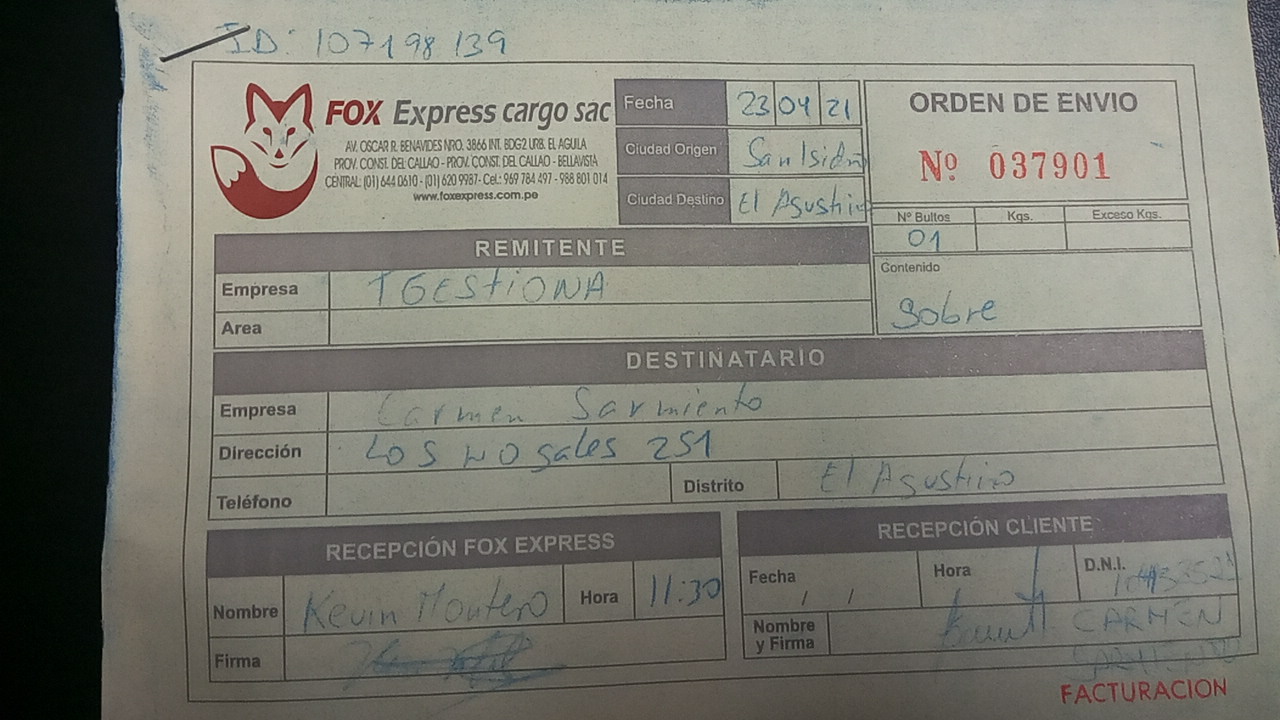 ID: 107198139
FOX Express cargo sac
AV. OSCAR R. BENAVIDES NRO. 3866 INT. BDG2 URB. EL AGUILA
PROV. CONST. DEL CALLAO - PROV. CONST. DEL CALLAO - BELLAVISTA
CENTRAL: (01) 644 0610 - (01) 620 9987- Cel.: 969 784 497 - 988 801 014
www.foxexpress.com.pe
Fecha 23 04 21
Ciudad Origen San Isidro
Ciudad Destino El Agustino
ORDEN DE ENVIO
Nº 037901
Nº Bultos Kgs. Exceso Kgs.
01
Contenido
Sobre
REMITENTE
Empresa TGESTIONA
Area
DESTINATARIO
Empresa Carmen Sarmiento
Dirección LOS NOgales 251
Teléfono Distrito El Agustino
RECEPCIÓN FOX EXPRESS
Nombre Kevin Montero Hora 11:30
Firma
RECEPCIÓN CLIENTE
Fecha / / Hora D.N.I.
Nombre y Firma CARMEN
SARMIENTO
FACTURACION